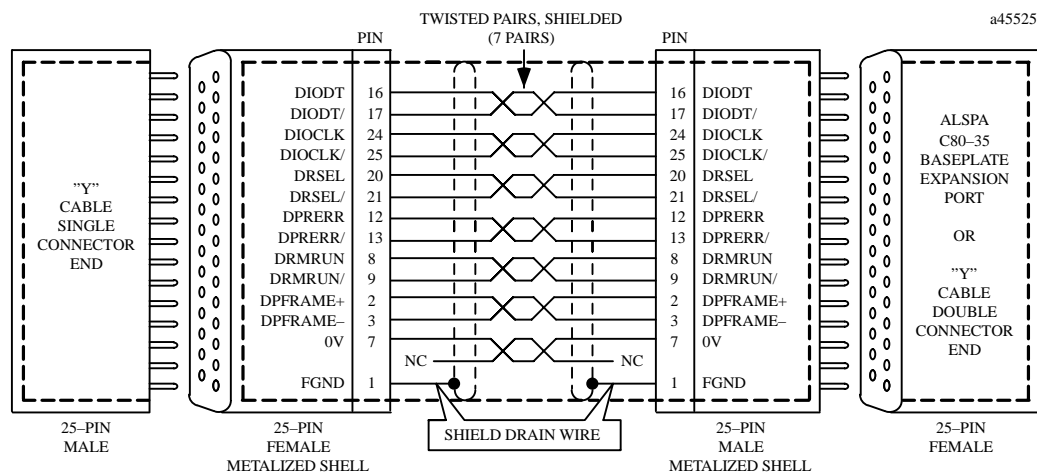 TWISTED PAIRS, SHIELDED
(7 PAIRS)
a45525
PIN
PIN
DIODT 16
16 DIODT
DIODT/ 17
17 DIODT/
DIOCLK 24
24 DIOCLK
DIOCLK/ 25
25 DIOCLK/
DRSEL 20
20 DRSEL
DRSEL/ 21
21 DRSEL/
DPRERR 12
12 DPRERR
DPRERR/ 13
13 DPRERR/
DRMRUN 8
8 DRMRUN
DRMRUN/ 9
9 DRMRUN/
DPFRAME+ 2
2 DPFRAME+
DPFRAME– 3
3 DPFRAME–
0V 7
7 0V
NC
NC
FGND 1
1 FGND
SHIELD DRAIN WIRE
"Y"
CABLE
SINGLE
CONNECTOR
END
ALSPA
C80–35
BASEPLATE
EXPANSION
PORT
OR
"Y"
CABLE
DOUBLE
CONNECTOR
END
25–PIN
MALE
25–PIN
FEMALE
METALIZED SHELL
25–PIN
MALE
METALIZED SHELL
25–PIN
FEMALE